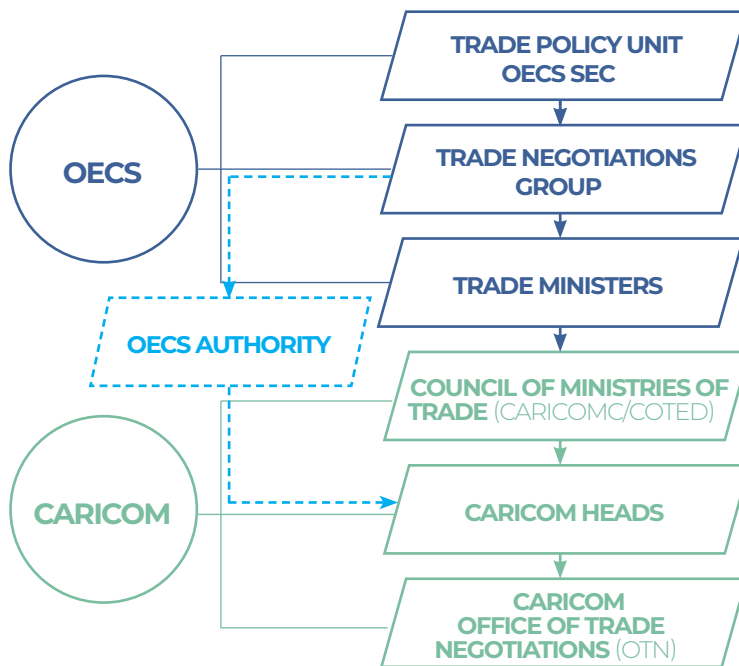 TRADE POLICY UNIT
OECS SEC
OECS
TRADE NEGOTIATIONS
GROUP
TRADE MINISTERS
OECS AUTHORITY
COUNCIL OF MINISTRIES OF
TRADE (CARICOMC/COTED)
CARICOM
CARICOM HEADS
CARICOM
OFFICE OF TRADE
NEGOTIATIONS (OTN)